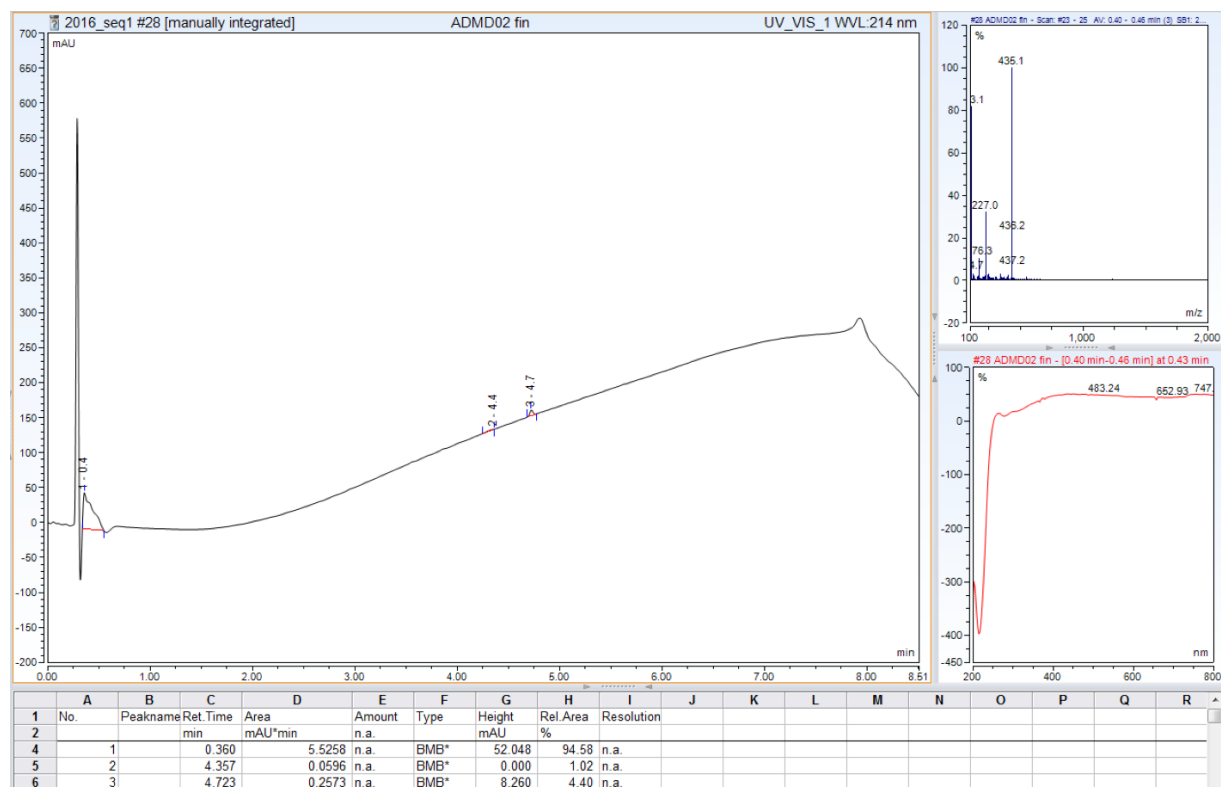 2016_seq1 #28 [manually integrated] ADMD02 fin UV_VIS_1 WVL:214 nm
mAU
700
650
600
550
500
450
400
350
300
250
200
150
100
50
0
-50
-100
-150
-200
1 - 0.4
2 - 4.4
3 - 4.7
min
0.00 1.00 2.00 3.00 4.00 5.00 6.00 7.00 8.00 8.51
#28 ADMD02 fin - Scan: #23 - 25 AV: 0.40 - 0.46 min (3) SB1: 2...
%
120
100
80
60
40
20
0
-20
435.1
3.1
227.0
436.2
76.3
437.2
m/z
100 1,000 2,000
#28 ADMD02 fin - [0.40 min-0.46 min] at 0.43 min
%
100
0
-100
-200
-300
-400
-450
483.24 652.93 747.
nm
200 400 600 800
A B C D E F G H I J K L M N O P Q R
1 No. Peakname Ret.Time Area Amount Type Height Rel.Area Resolution
2 min mAU*min n.a. mAU %
4 1 0.360 5.5258 n.a. BMB* 52.048 94.58 n.a.
5 2 4.357 0.0596 n.a. BMB* 0.000 1.02 n.a.
6 3 4.723 0.2573 n.a. BMB* 8.260 4.40 n.a.